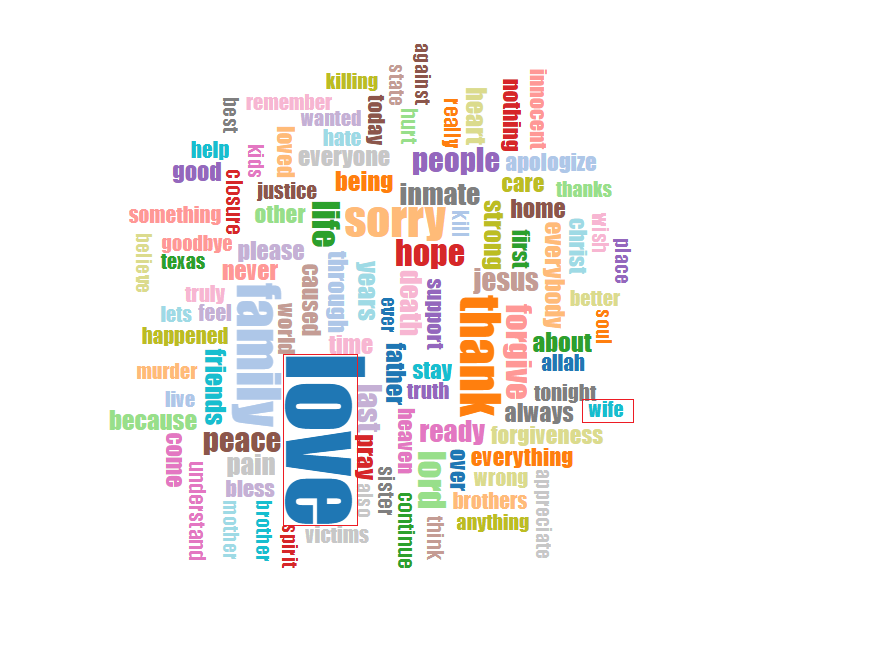 against
killing
state
innocent
nothing
heart
best
remember
today
really
wanted
hurt
loved
hate
help
kids,
everyone
people
apologize
good
closure
justice
being
inmate
care
thanks
something
other
life
sorry
kill
strong
home
wish
believe
goodbye
please
hope
first
everybody
christ
place
texas
never
caused
through
years
death
support
jesus
truly
family
world
ever
thank
forgive
better
soul
lets
feel
happened
time
father
about
murder
friends
love
stay
allah
live
last
truth
tonight
because
always
wife
peace
pray
heaven
ready
forgiveness
come
pain
lord
over
everything
understand
bless
also
sister
wrong
appreciate
mother
brother
spirit
victims
continue
think
brothers
anything